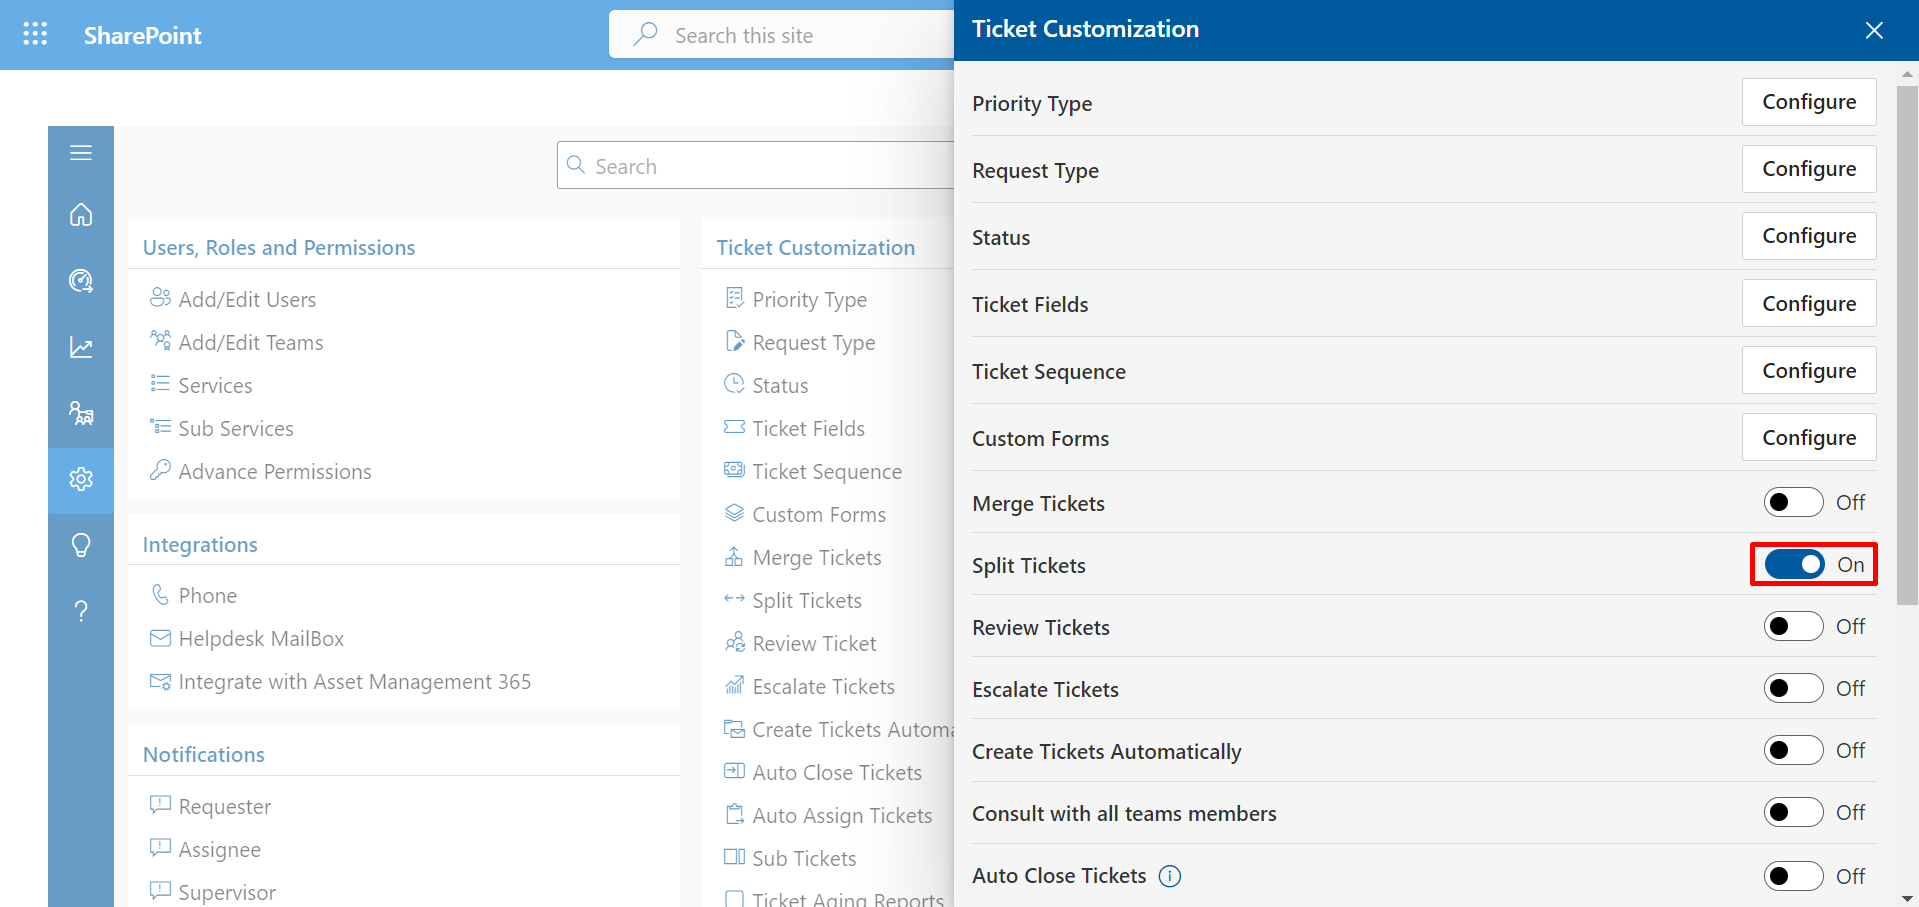 SharePoint
Search this site
Search
Users, Roles and Permissions
Add/Edit Users
Add/Edit Teams
Services
Sub Services
Advance Permissions
Integrations
Phone
Helpdesk MailBox
Integrate with Asset Management 365
Notifications
Requester
Assignee
Supervisor
Ticket Customization
Priority Type
Request Type
Status
Ticket Fields
Ticket Sequence
Custom Forms
Merge Tickets
Split Tickets
Review Ticket
Escalate Tickets
Create Tickets Automa
Auto Close Tickets
Auto Assign Tickets
Sub Tickets
Ticket Aging Reports
Ticket Customization
Priority Type Configure
Request Type Configure
Status Configure
Ticket Fields Configure
Ticket Sequence Configure
Custom Forms Configure
Merge Tickets Off
Split Tickets On
Review Tickets Off
Escalate Tickets Off
Create Tickets Automatically Off
Consult with all teams members Off
Auto Close Tickets Off